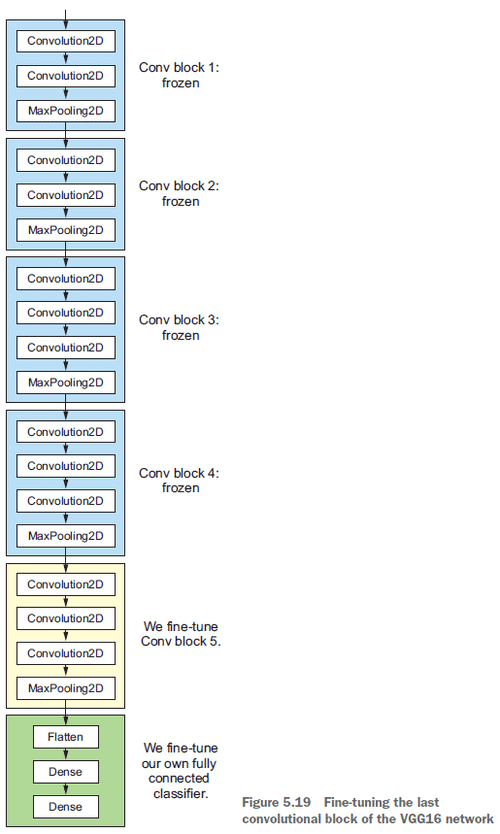 Convolution2D
Convolution2D
MaxPooling2D
Conv block 1:
frozen
Convolution2D
Convolution2D
MaxPooling2D
Conv block 2:
frozen
Convolution2D
Convolution2D
Convolution2D
MaxPooling2D
Conv block 3:
frozen
Convolution2D
Convolution2D
Convolution2D
MaxPooling2D
Conv block 4:
frozen
Convolution2D
Convolution2D
Convolution2D
MaxPooling2D
We fine-tune
Conv block 5.
Flatten
Dense
Dense
We fine-tune
our own fully
connected
classifier.
Figure 5.19 Fine-tuning the last
convolutional block of the VGG16 network